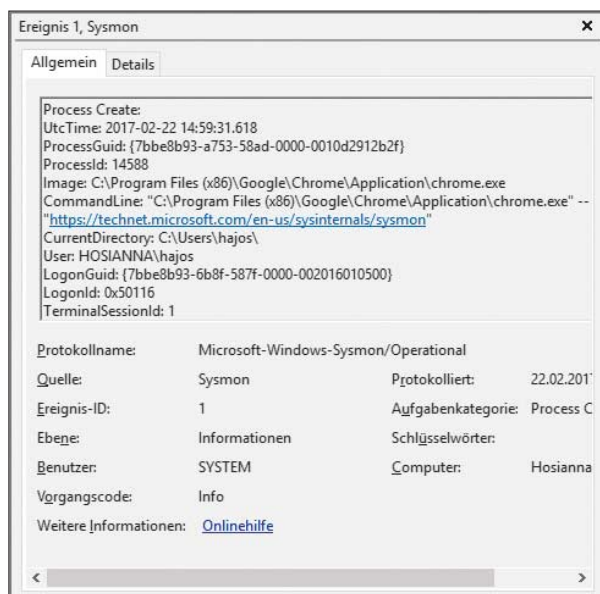 Ereignis 1, Sysmon
Allgemein Details
Process Create:
UtcTime: 2017-02-22 14:59:31.618
ProcessGuid: {7bbe8b93-a753-58ad-0000-0010d2912b2f}
ProcessId: 14588
Image: C:\Program Files (x86)\Google\Chrome\Application\chrome.exe
CommandLine: "C:\Program Files (x86)\Google\Chrome\Application\chrome.exe" --
"https://technet.microsoft.com/en-us/sysinternals/sysmon"
CurrentDirectory: C:\Users\hajos\
User: HOSIANNA\hajos
LogonGuid: {7bbe8b93-6b8f-587f-0000-002016010500}
LogonId: 0x50116
TerminalSessionId: 1
Protokollname: Microsoft-Windows-Sysmon/Operational
Quelle: Sysmon Protokolliert: 22.02.2017
Ereignis-ID: 1 Aufgabenkategorie: Process C
Ebene: Informationen Schlüsselwörter:
Benutzer: SYSTEM Computer: Hosianna
Vorgangscode: Info
Weitere Informationen: Onlinehilfe